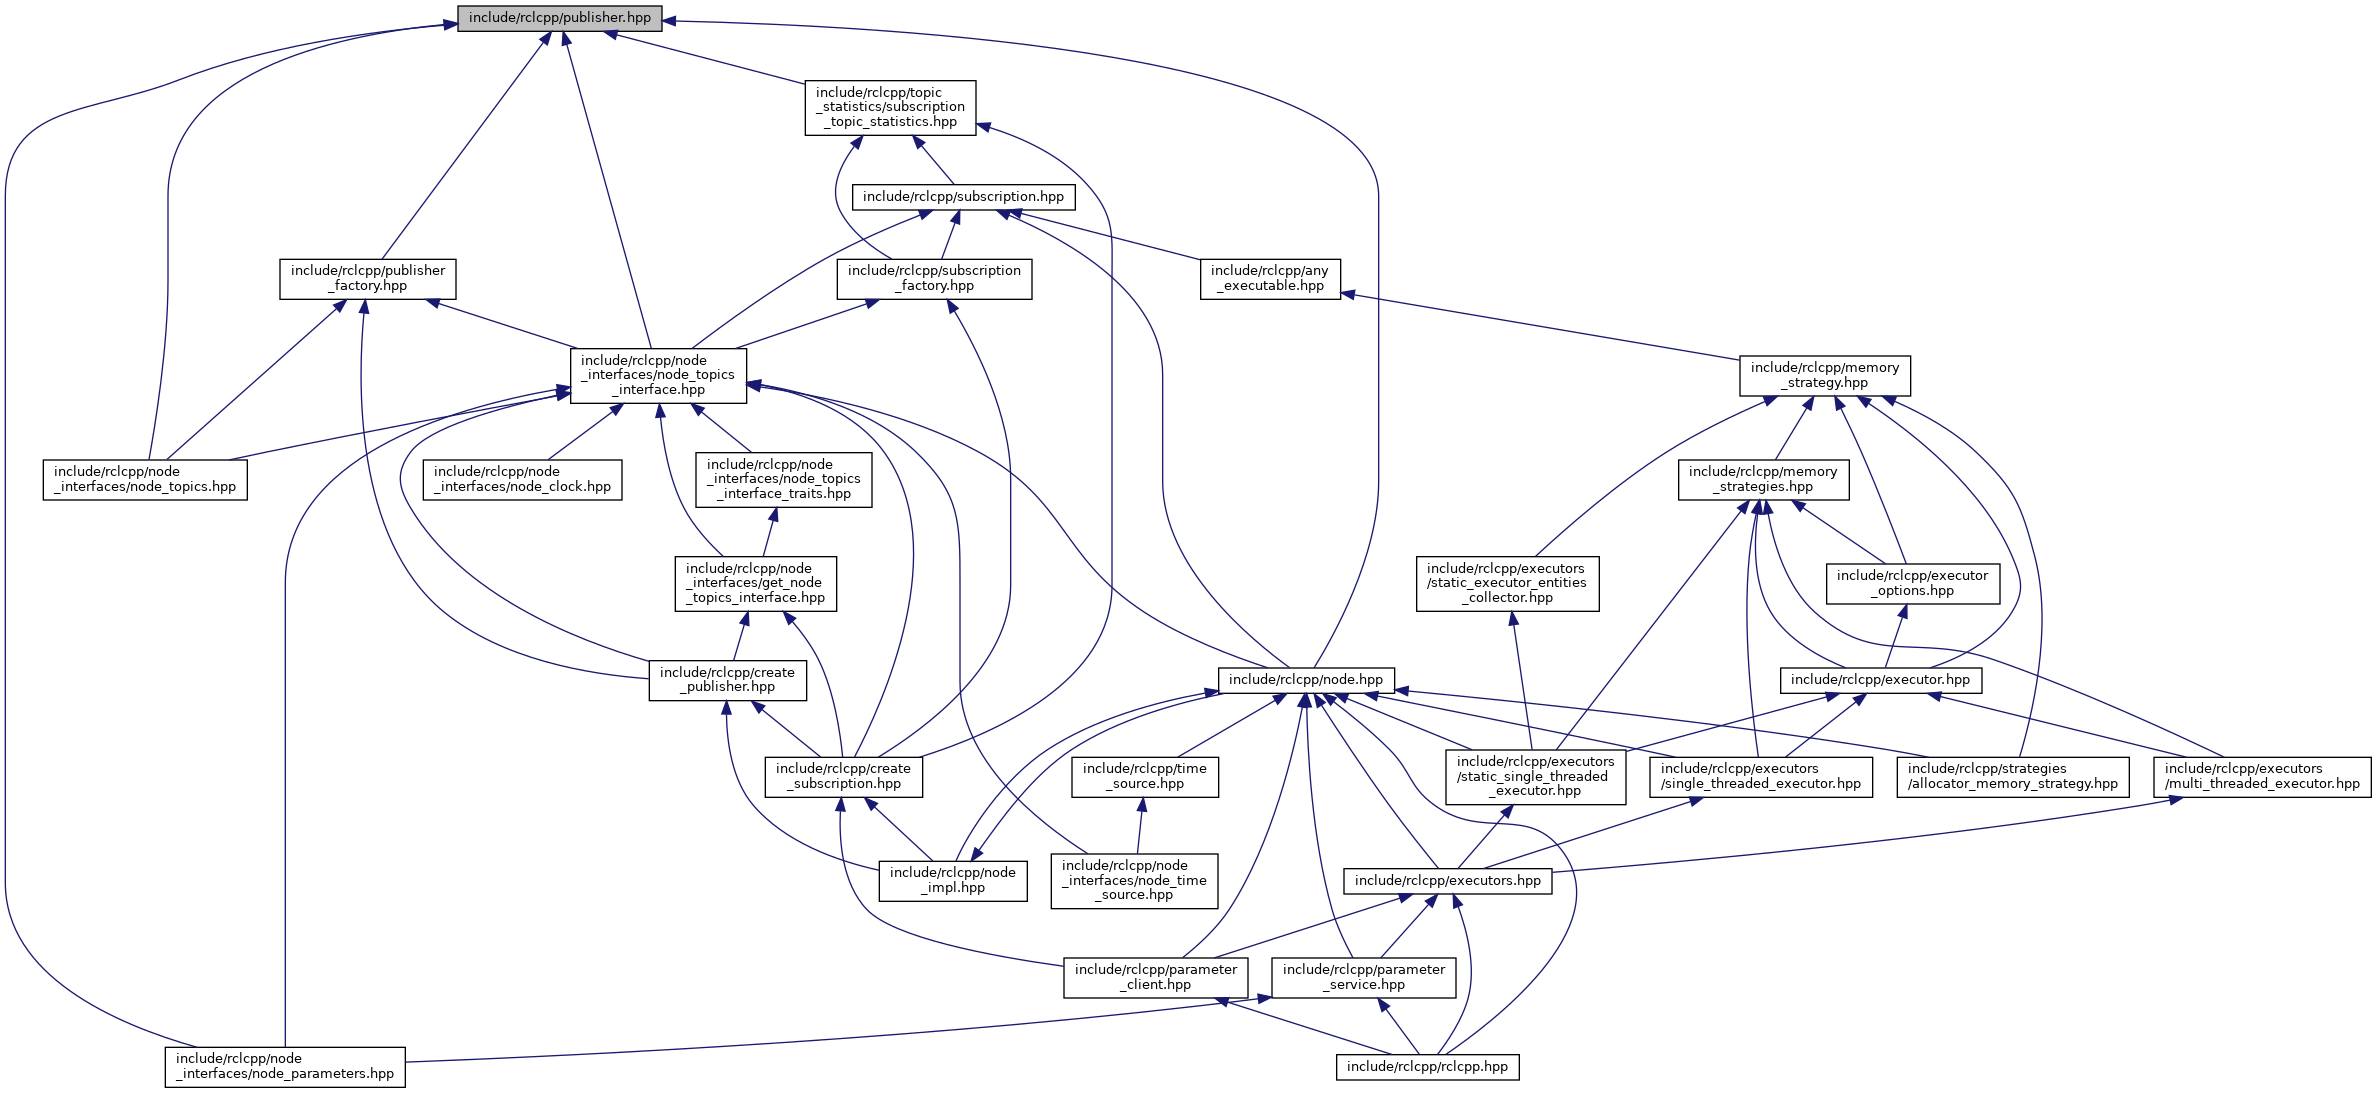 include/rclcpp/publisher.hpp
include/rclcpp/topic
_statistics/subscription
_topic_statistics.hpp
include/rclcpp/subscription.hpp
include/rclcpp/publisher
_factory.hpp
include/rclcpp/subscription
_factory.hpp
include/rclcpp/any
_executable.hpp
include/rclcpp/node
_interfaces/node_topics
_interface.hpp
include/rclcpp/memory
_strategy.hpp
include/rclcpp/node
_interfaces/node_topics.hpp
include/rclcpp/node
_interfaces/node_clock.hpp
include/rclcpp/node
_interfaces/node_topics
_interface_traits.hpp
include/rclcpp/memory
_strategies.hpp
include/rclcpp/node
_interfaces/get_node
_topics_interface.hpp
include/rclcpp/executors
/static_executor_entities
_collector.hpp
include/rclcpp/executor
_options.hpp
include/rclcpp/create
_publisher.hpp
include/rclcpp/node.hpp
include/rclcpp/executor.hpp
include/rclcpp/create
_subscription.hpp
include/rclcpp/time
_source.hpp
include/rclcpp/executors
/static_single_threaded
_executor.hpp
include/rclcpp/executors
/single_threaded_executor.hpp
include/rclcpp/strategies
/allocator_memory_strategy.hpp
include/rclcpp/executors
/multi_threaded_executor.hpp
include/rclcpp/node
_impl.hpp
include/rclcpp/node
_interfaces/node_time
_source.hpp
include/rclcpp/executors.hpp
include/rclcpp/parameter
_client.hpp
include/rclcpp/parameter
_service.hpp
include/rclcpp/node
_interfaces/node_parameters.hpp
include/rclcpp/rclcpp.hpp